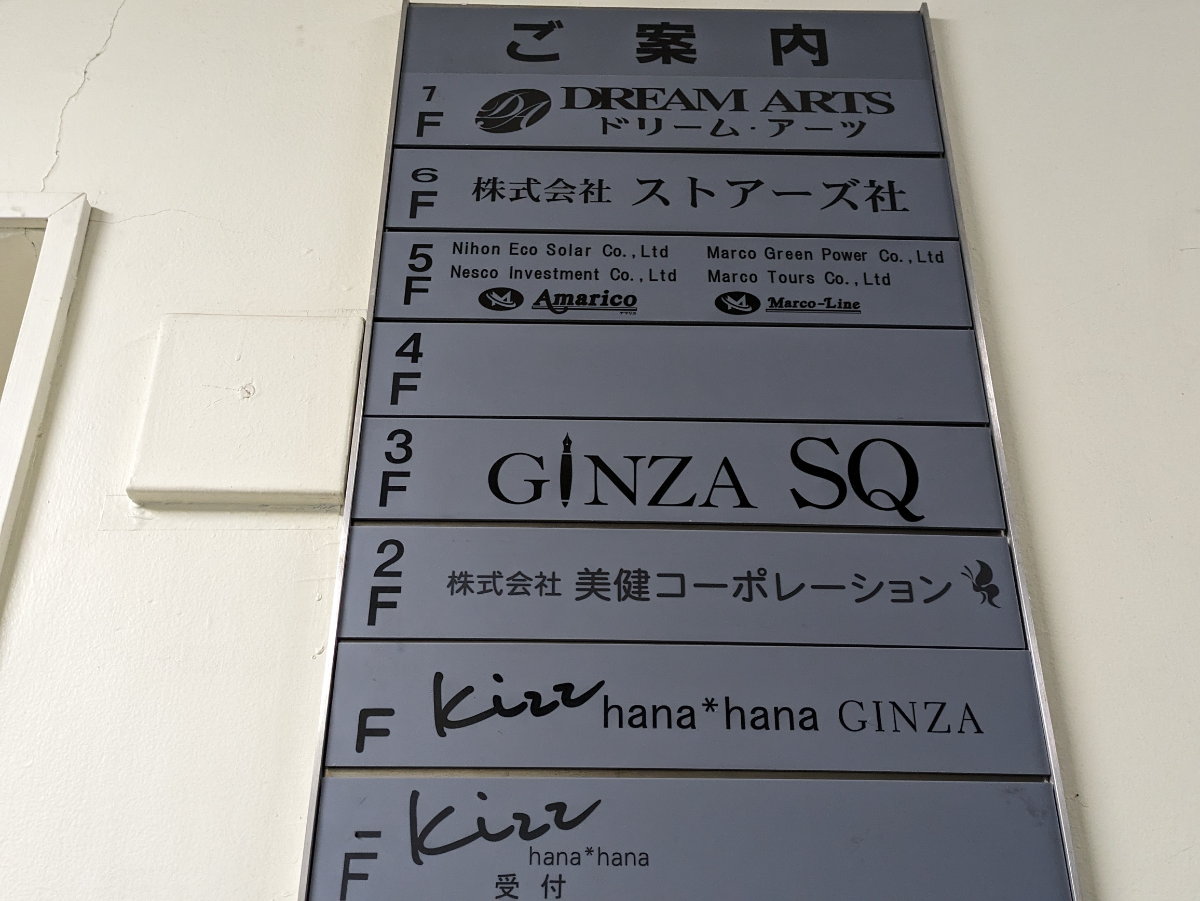 ご案内
7F DREAM ARTS
ドリーム・アーツ
6F 株式会社 ストアーズ社
5F Nihon Eco Solar Co.,Ltd Marco Green Power Co.,Ltd
Nesco Investment Co.,Ltd Marco Tours Co.,Ltd
Amarico Marco-Line
4F
3F GINZA SQ
2F 株式会社 美健コーポレーション
F Kizz hana*hana GINZA
1F Kizz
hana*hana
受付